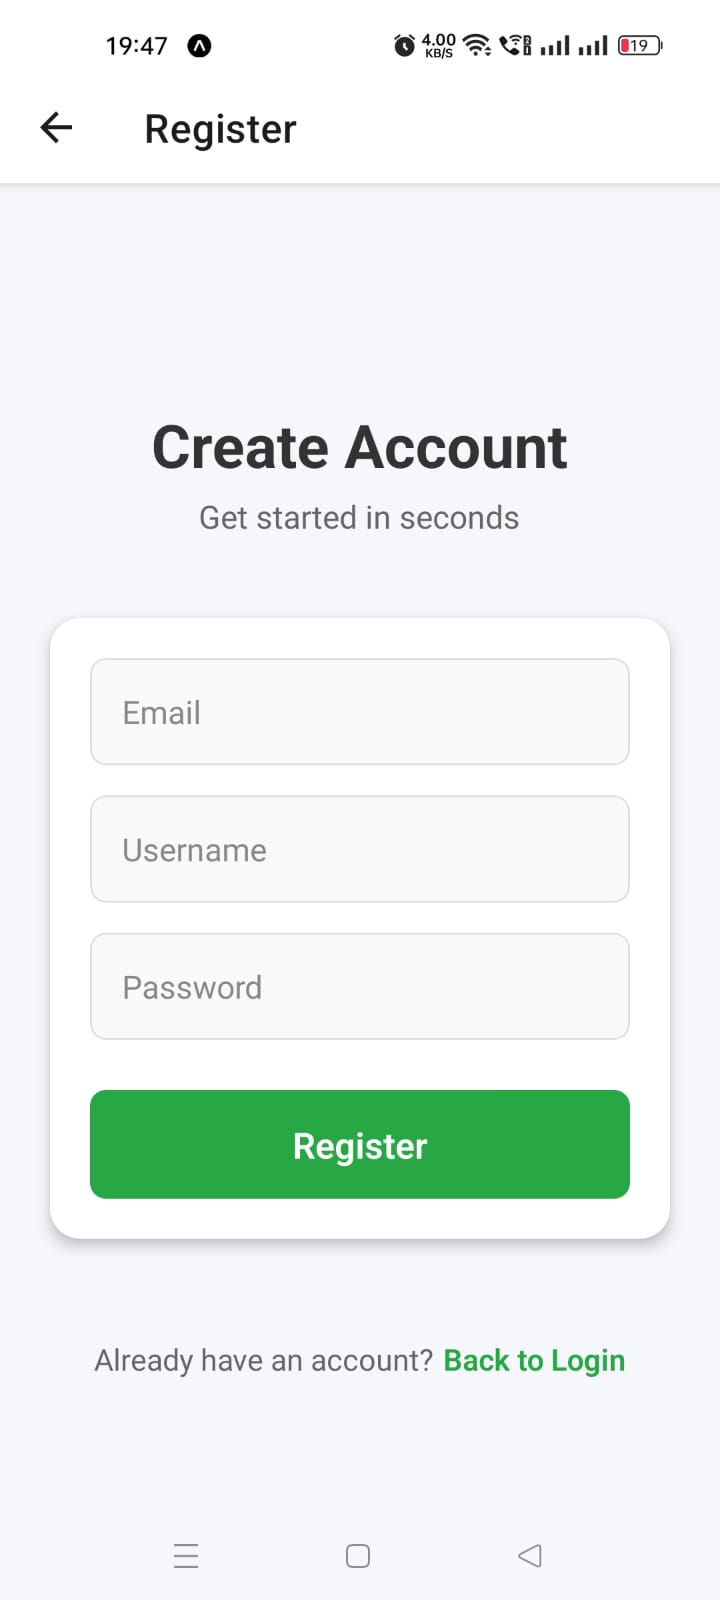 19:47 4.00 KB/S 19
Register
Create Account
Get started in seconds
Email
Username
Password
Register
Already have an account? Back to Login